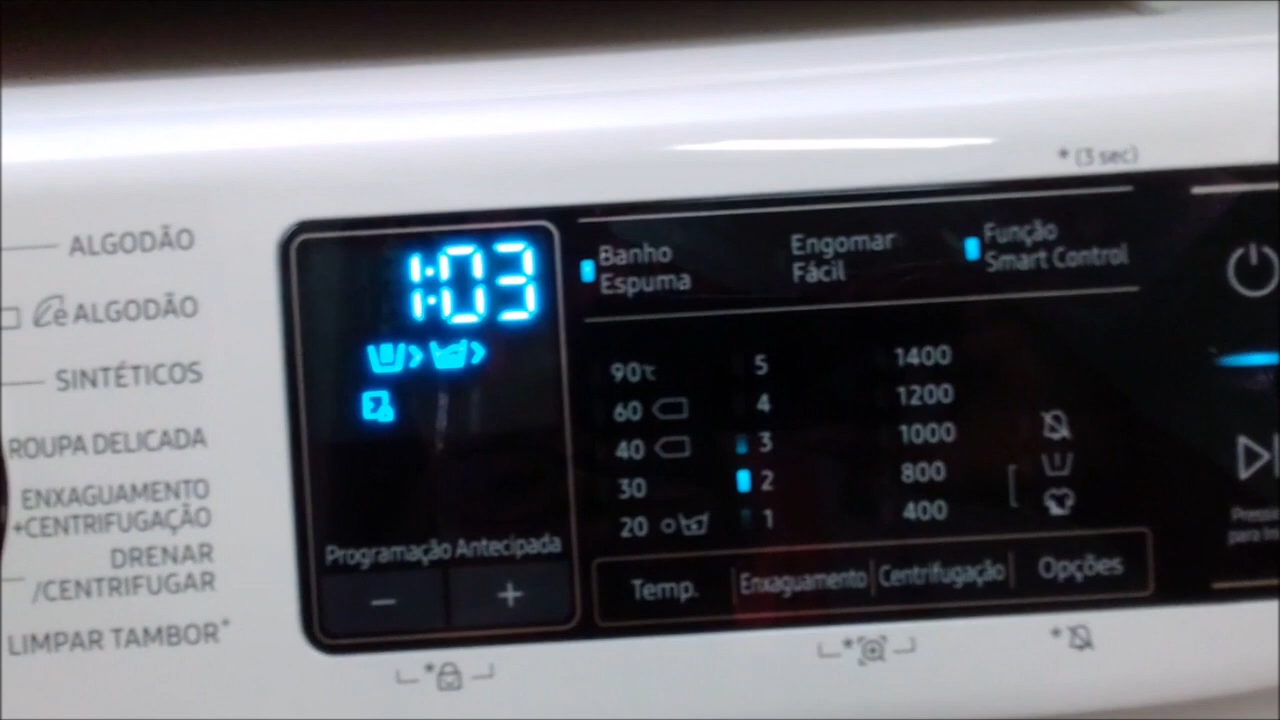 * (3 sec)
ALGODÃO
ē ALGODÃO
SINTÉTICOS
ROUPA DELICADA
ENXAGUAMENTO
+CENTRIFUGAÇÃO
DRENAR
/CENTRIFUGAR
LIMPAR TAMBOR*
1:03
Programação Antecipada
- +
Banho
Espuma
Engomar
Fácil
Função
Smart Control
90℃ 5 1400
60 4 1200
40 3 1000
30 2 800
20 1 400
Temp. Enxaguamento Centrifugação Opções
para